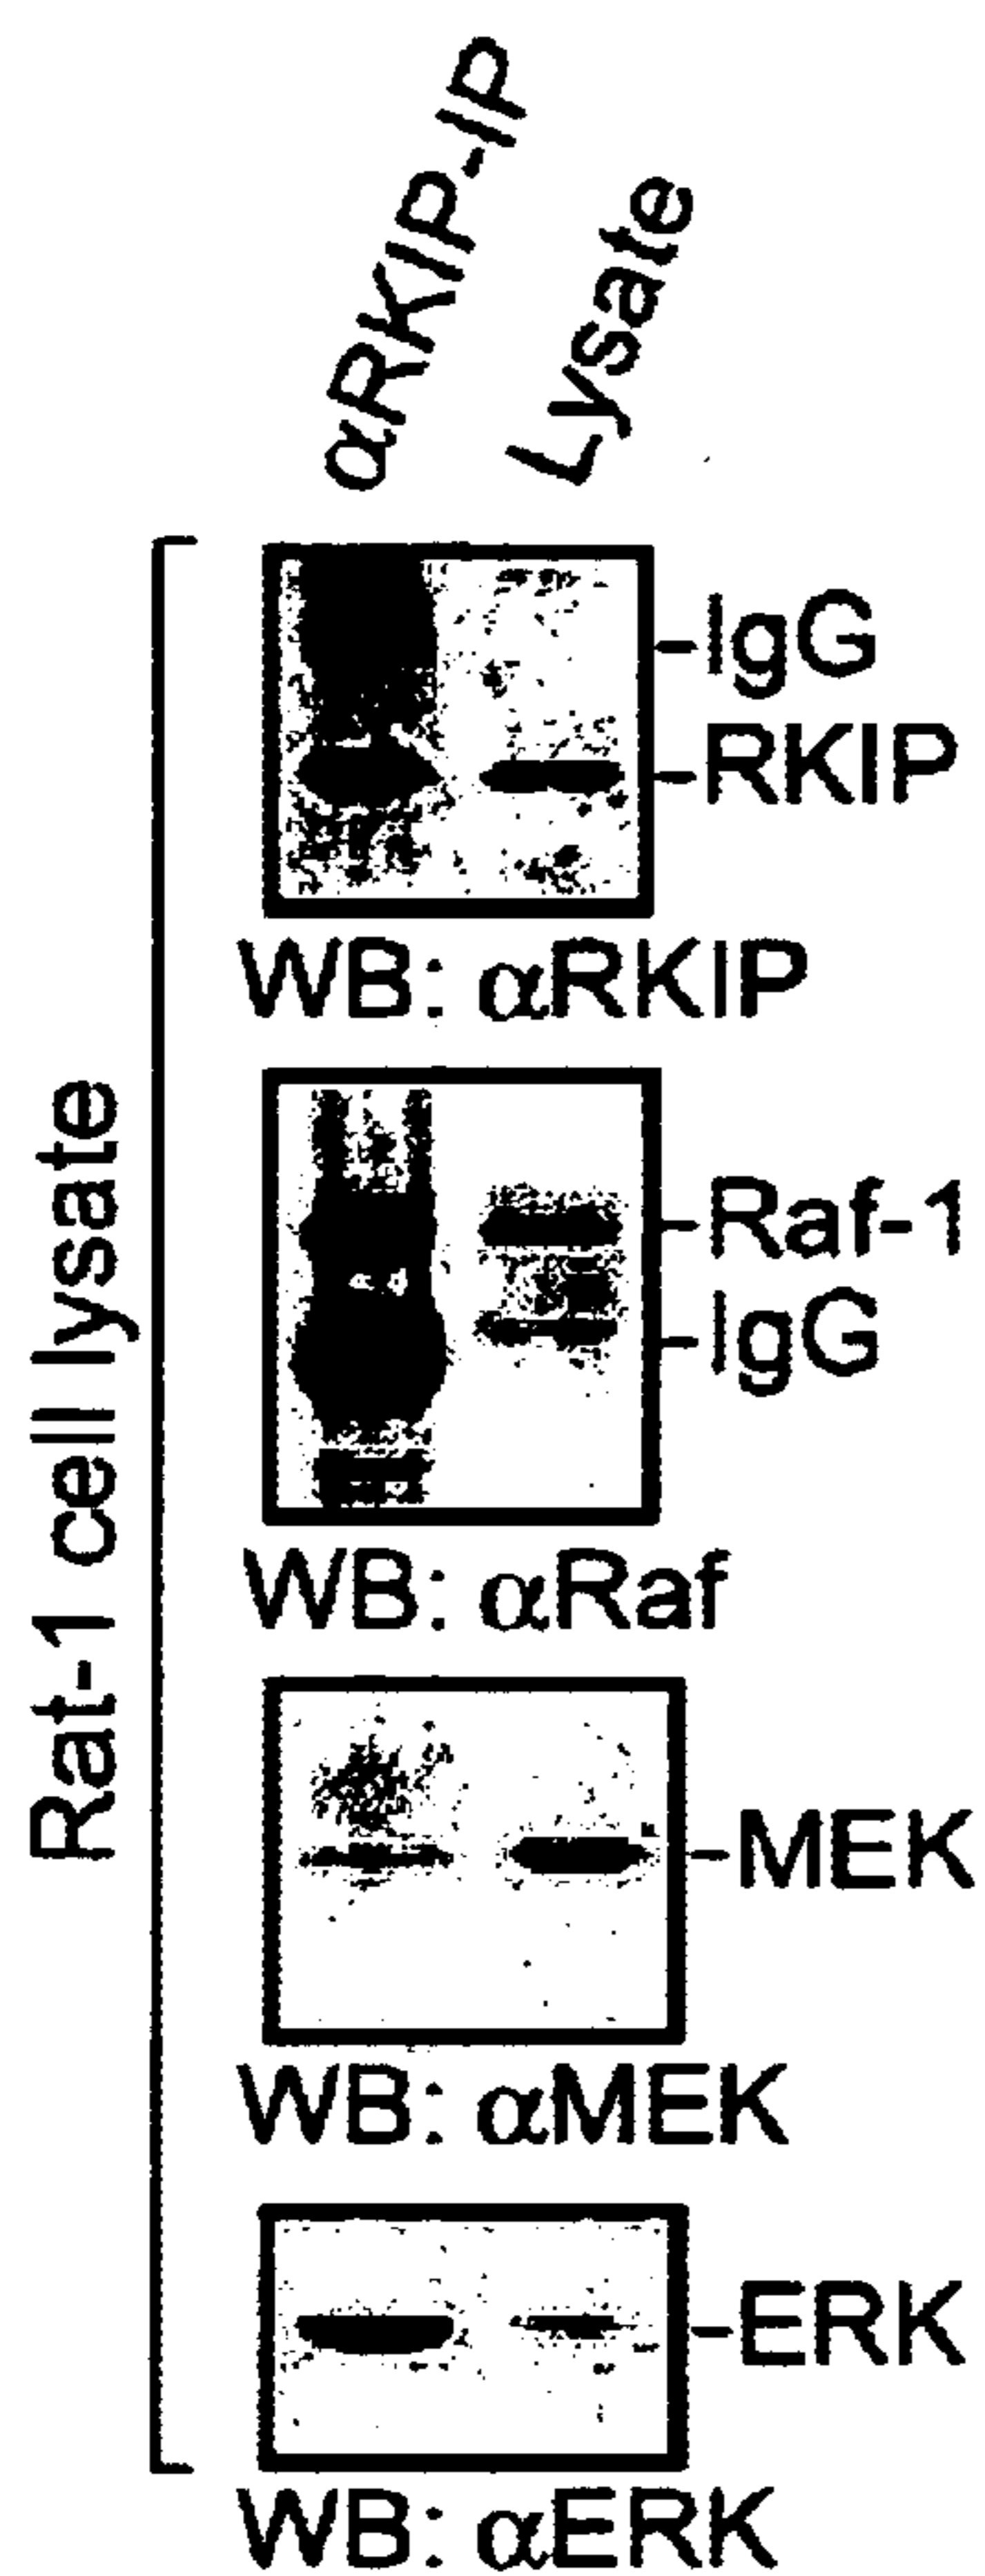 αRKIP-IP
Lysate
Rat-1 cell lysate
IgG
RKIP
WB: αRKIP
Raf-1
IgG
WB: αRaf
MEK
WB: αMEK
ERK
WB: αERK